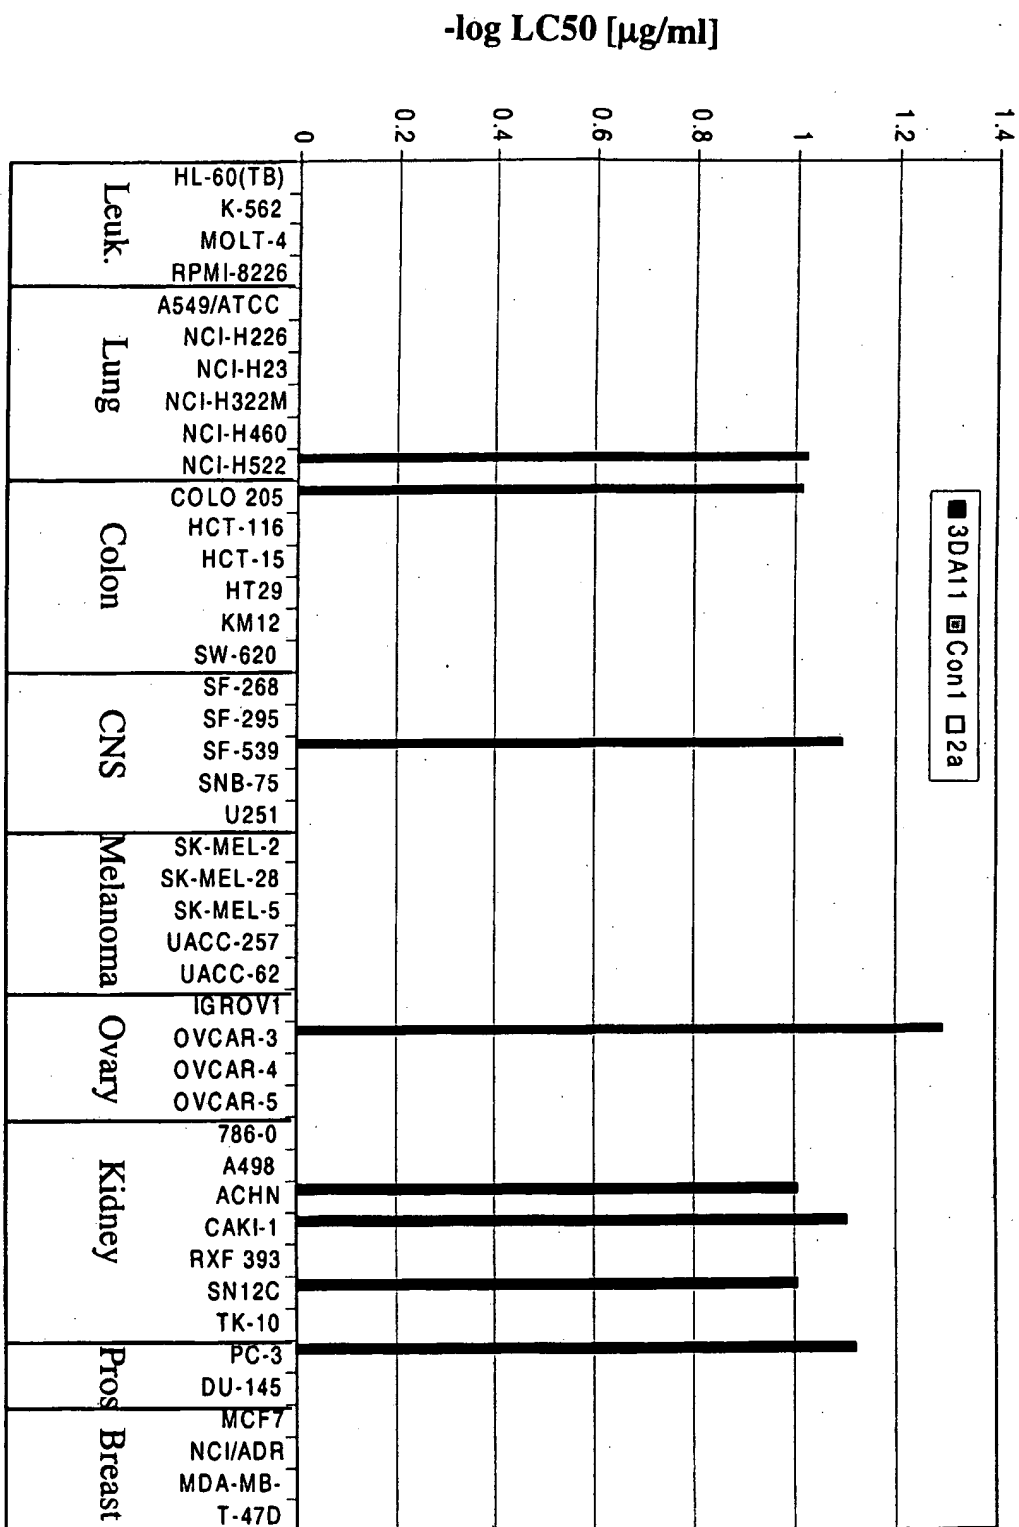 -log LC50 [µg/ml]
0
0.2
0.4
0.6
0.8
1
1.2
1.4
3DA11 Con1 2a
HL-60(TB)
K-562
MOLT-4
RPMI-8226
A549/ATCC
NCI-H226
NCI-H23
NCI-H322M
NCI-H460
NCI-H522
COLO 205
HCT-116
HCT-15
HT29
KM12
SW-620
SF-268
SF-295
SF-539
SNB-75
U251
SK-MEL-2
SK-MEL-28
SK-MEL-5
UACC-257
UACC-62
IGROV1
OVCAR-3
OVCAR-4
OVCAR-5
786-0
A498
ACHN
CAKI-1
RXF 393
SN12C
TK-10
PC-3
DU-145
MCF7
NCI/ADR
MDA-MB-
T-47D
Leuk.
Lung
Colon
CNS
Melanoma
Ovary
Kidney
Pros
Breast